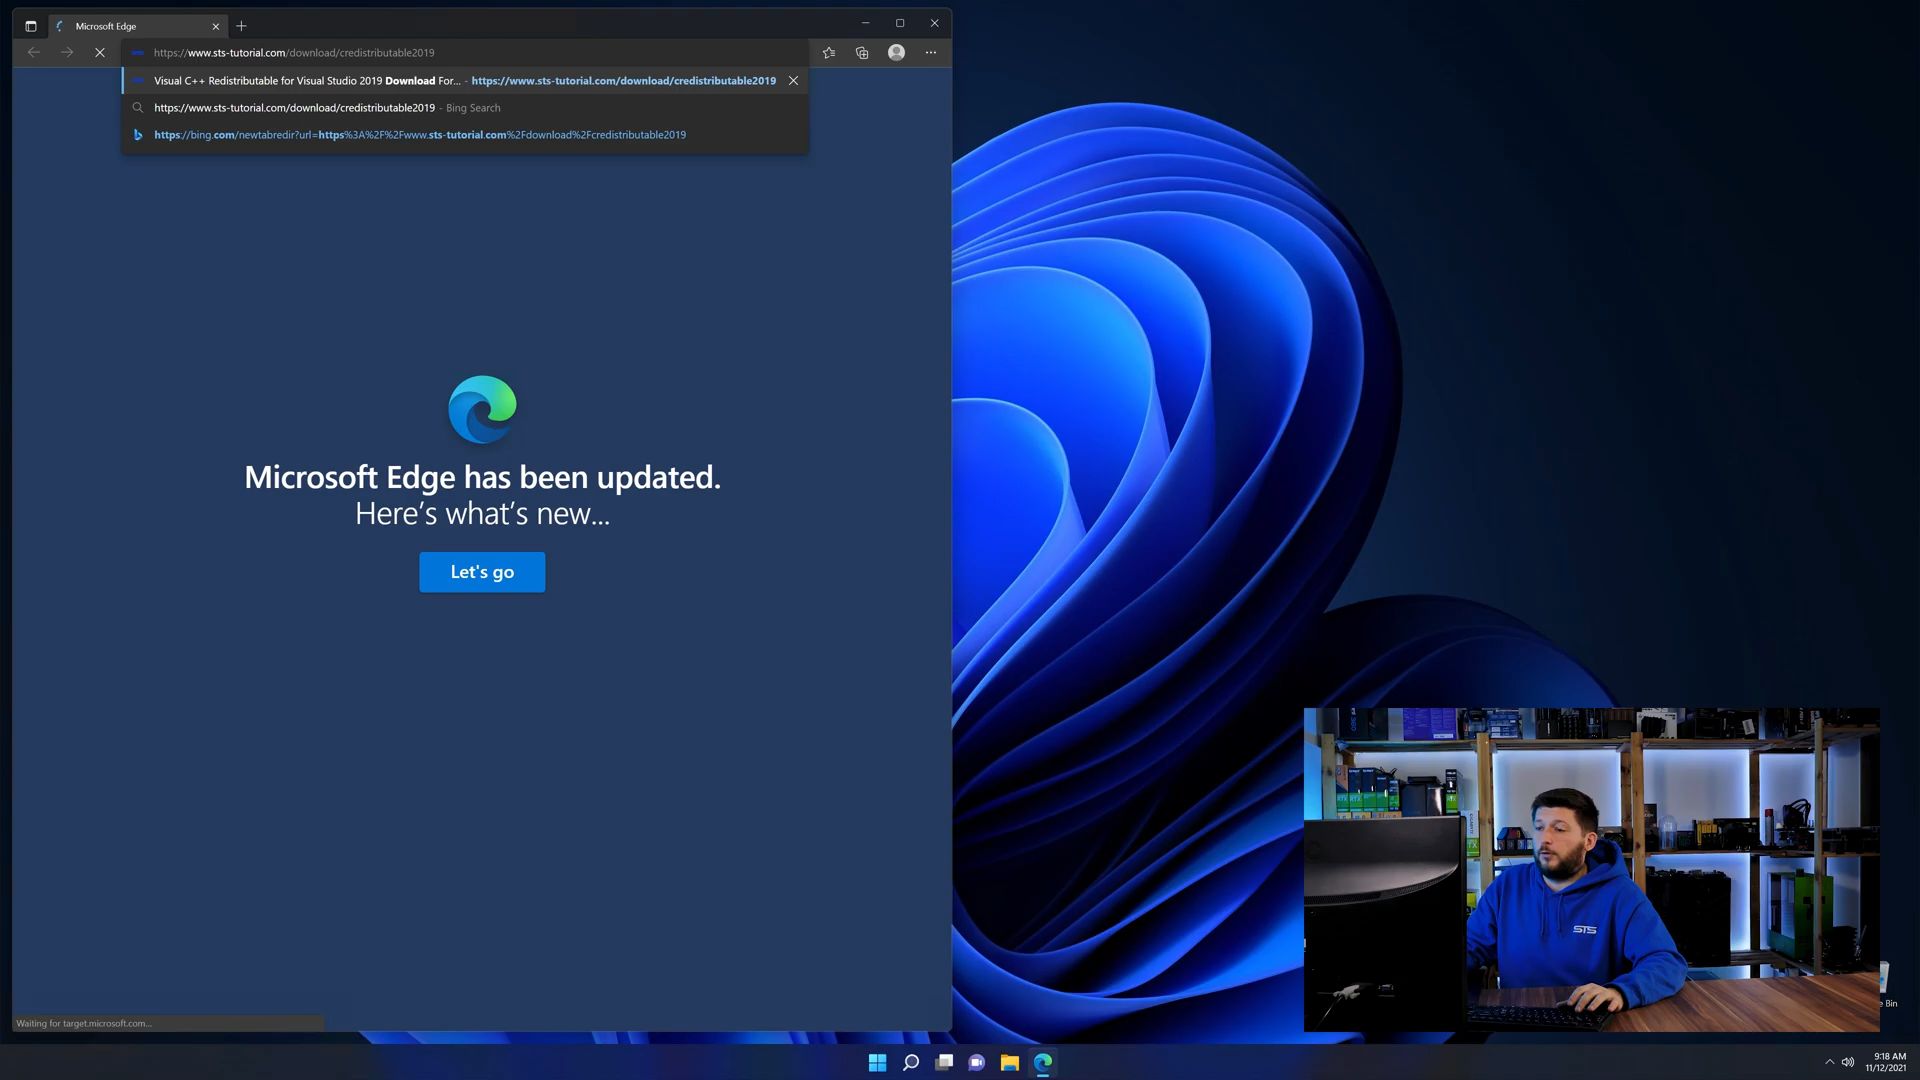 Microsoft Edge
https://www.sts-tutorial.com/download/credistributable2019
Visual C++ Redistributable for Visual Studio 2019 Download For... - https://www.sts-tutorial.com/download/credistributable2019
https://www.sts-tutorial.com/download/credistributable2019 - Bing Search
https://bing.com/newtabredir?url=https%3A%2F%2Fwww.sts-tutorial.com%2Fdownload%2Fcredistributable2019
Microsoft Edge has been updated.
Here's what's new...
Let's go
STS
Bin
Waiting for target.microsoft.com...
9:18 AM
11/12/2021